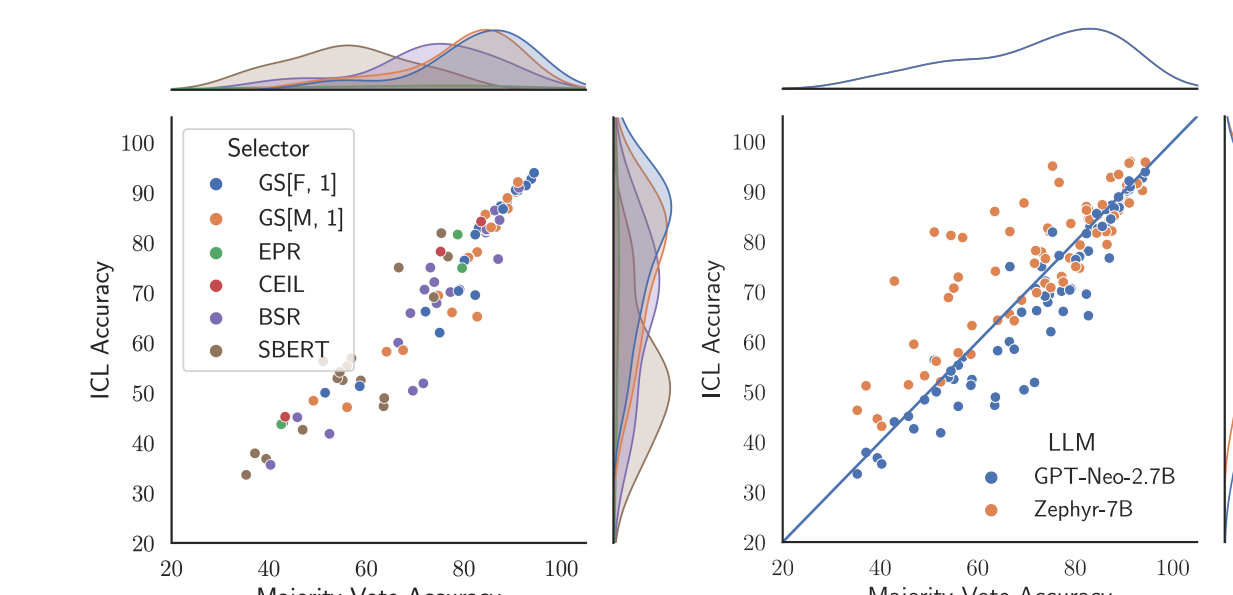 100
90
80
70
60
50
40
30
20
20 40 60 80 100
ICL Accuracy
Majority Vote Accuracy
Selector
GS[F, 1]
GS[M, 1]
EPR
CEIL
BSR
SBERT
100
90
80
70
60
50
40
30
20
20 40 60 80 100
ICL Accuracy
Majority Vote Accuracy
LLM
GPT-Neo-2.7B
Zephyr-7B